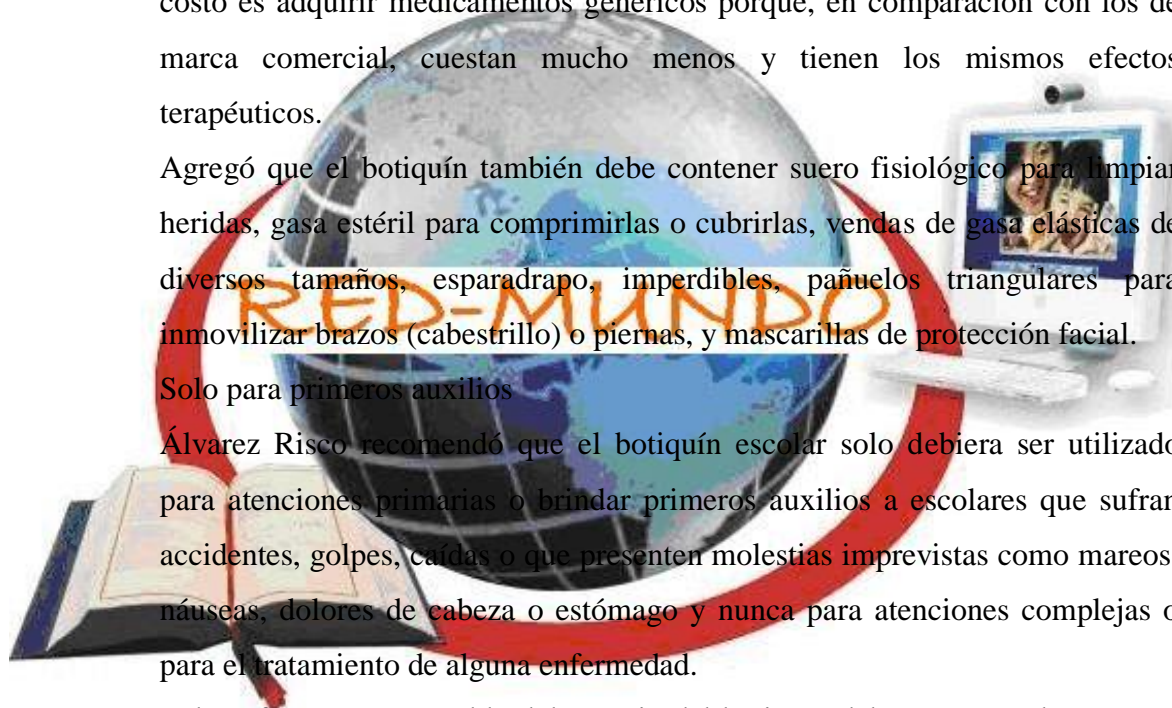 costo es adquirir medicamentos genéricos porque, en comparación con los de
marca comercial, cuestan mucho menos y tienen los mismos efectos
terapéuticos.
Agregó que el botiquín también debe contener suero fisiológico para limpiar
heridas, gasa estéril para comprimirlas o cubrirlas, vendas de gasa elásticas de
diversos tamaños, esparadrapo, imperdibles, pañuelos triangulares para
RED-MUNDO
inmovilizar brazos (cabestrillo) o piernas, y mascarillas de protección facial.
Solo para primeros auxilios
Álvarez Risco recomendó que el botiquín escolar solo debiera ser utilizado
para atenciones primarias o brindar primeros auxilios a escolares que sufran
accidentes, golpes, caídas o que presenten molestias imprevistas como mareos
náuseas, dolores de cabeza o estómago y nunca para atenciones complejas o
para el tratamiento de alguna enfermedad.